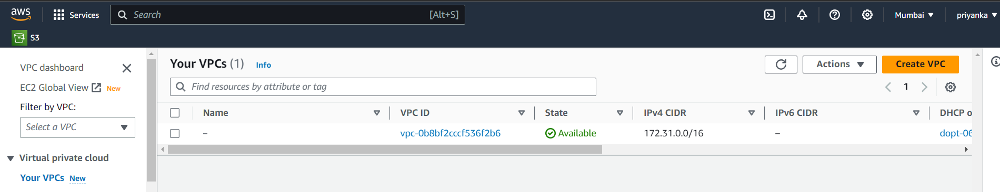 aws Services Search [Alt+S] Mumbai priyanka
S3
VPC dashboard
EC2 Global View New
Filter by VPC:
Select a VPC
Virtual private cloud
Your VPCs New
Your VPCs (1) Info Actions Create VPC
Find resources by attribute or tag 1
Name VPC ID State IPv4 CIDR IPv6 CIDR DHCP o
– vpc-0b8bf2cccf536f2b6 Available 172.31.0.0/16 – dopt-06